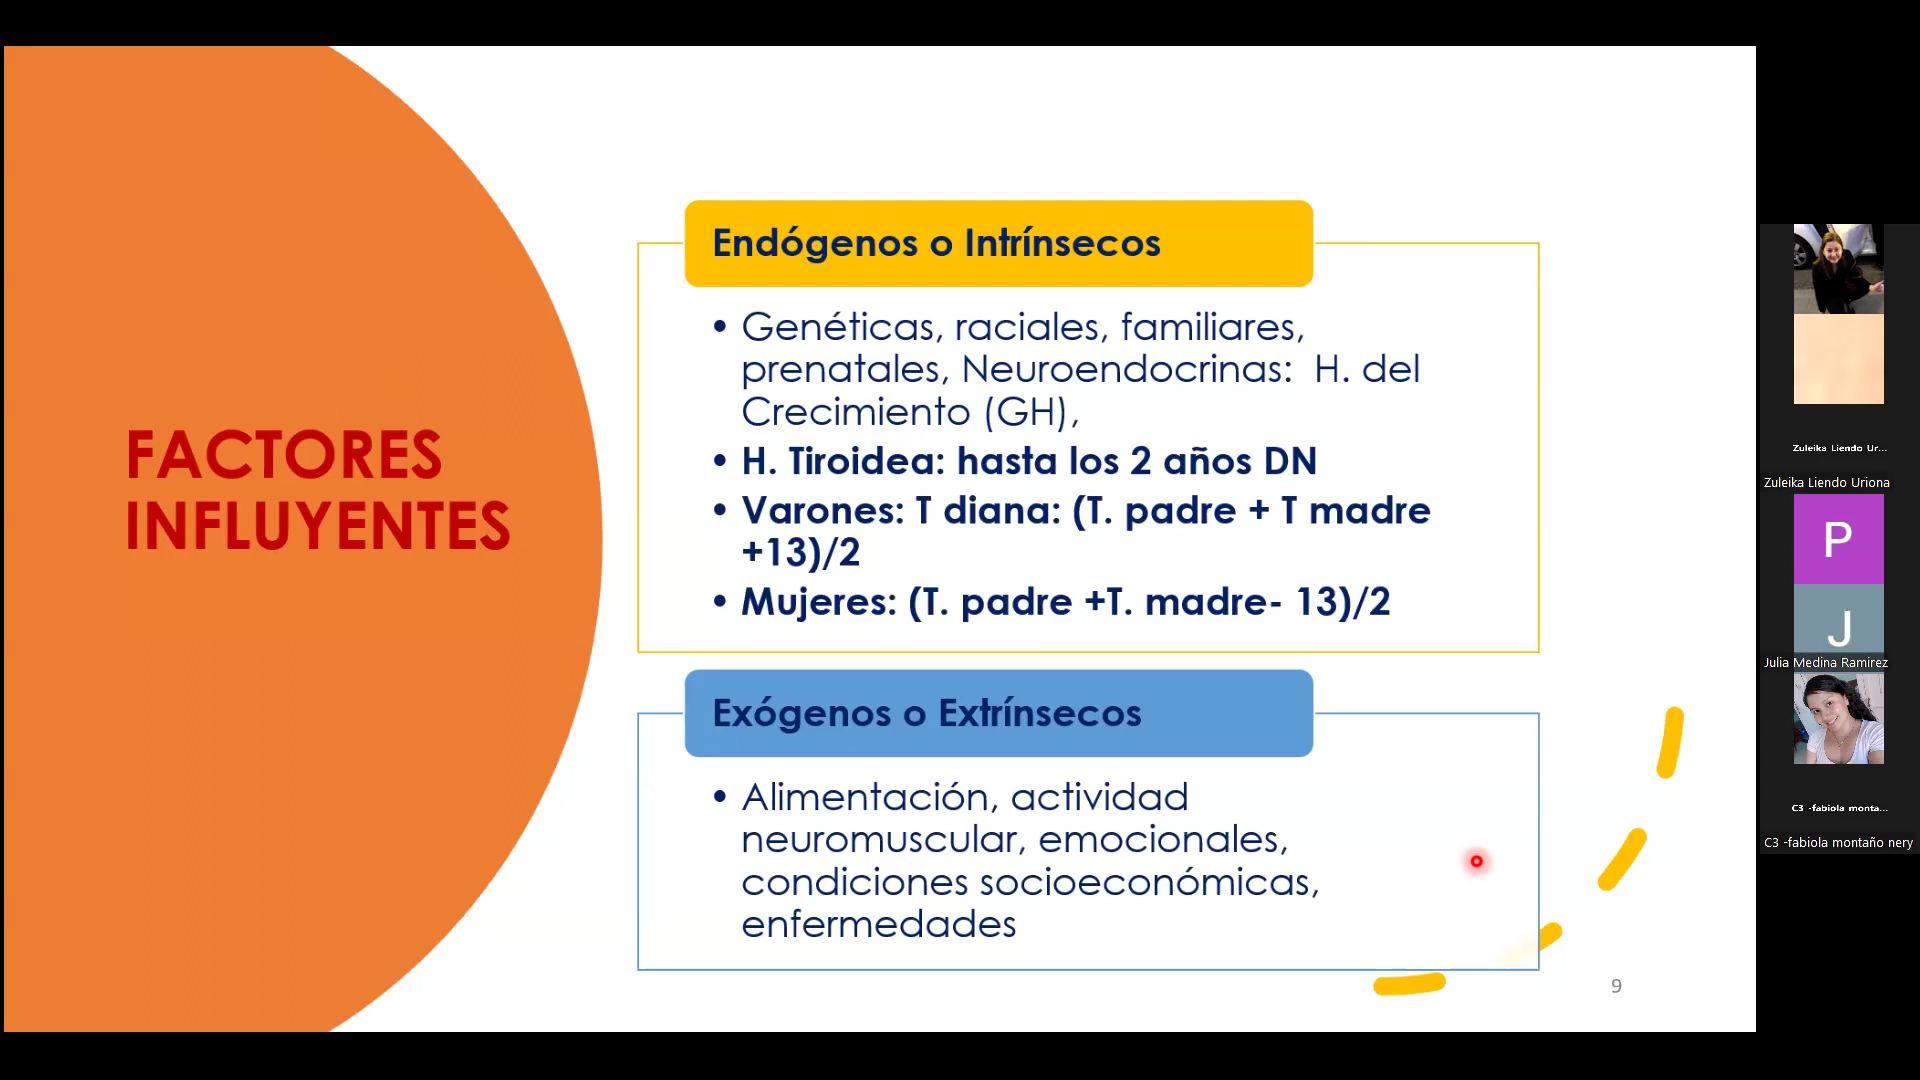 FACTORES
INFLUYENTES
Endógenos o Intrínsecos
• Genéticas, raciales, familiares,
prenatales, Neuroendocrinas:  H. del
Crecimiento (GH),
• H. Tiroidea: hasta los 2 años DN
• Varones: T diana: (T. padre + T madre
+13)/2
• Mujeres: (T. padre +T. madre- 13)/2
Exógenos o Extrínsecos
• Alimentación, actividad
neuromuscular, emocionales,
condiciones socioeconómicas,
enfermedades
9
Zuleika Liendo Ur...
Zuleika Liendo Uriona
P
J
Julia Medina Ramirez
C3 -fabiola monta...
C3 -fabiola montaño nery